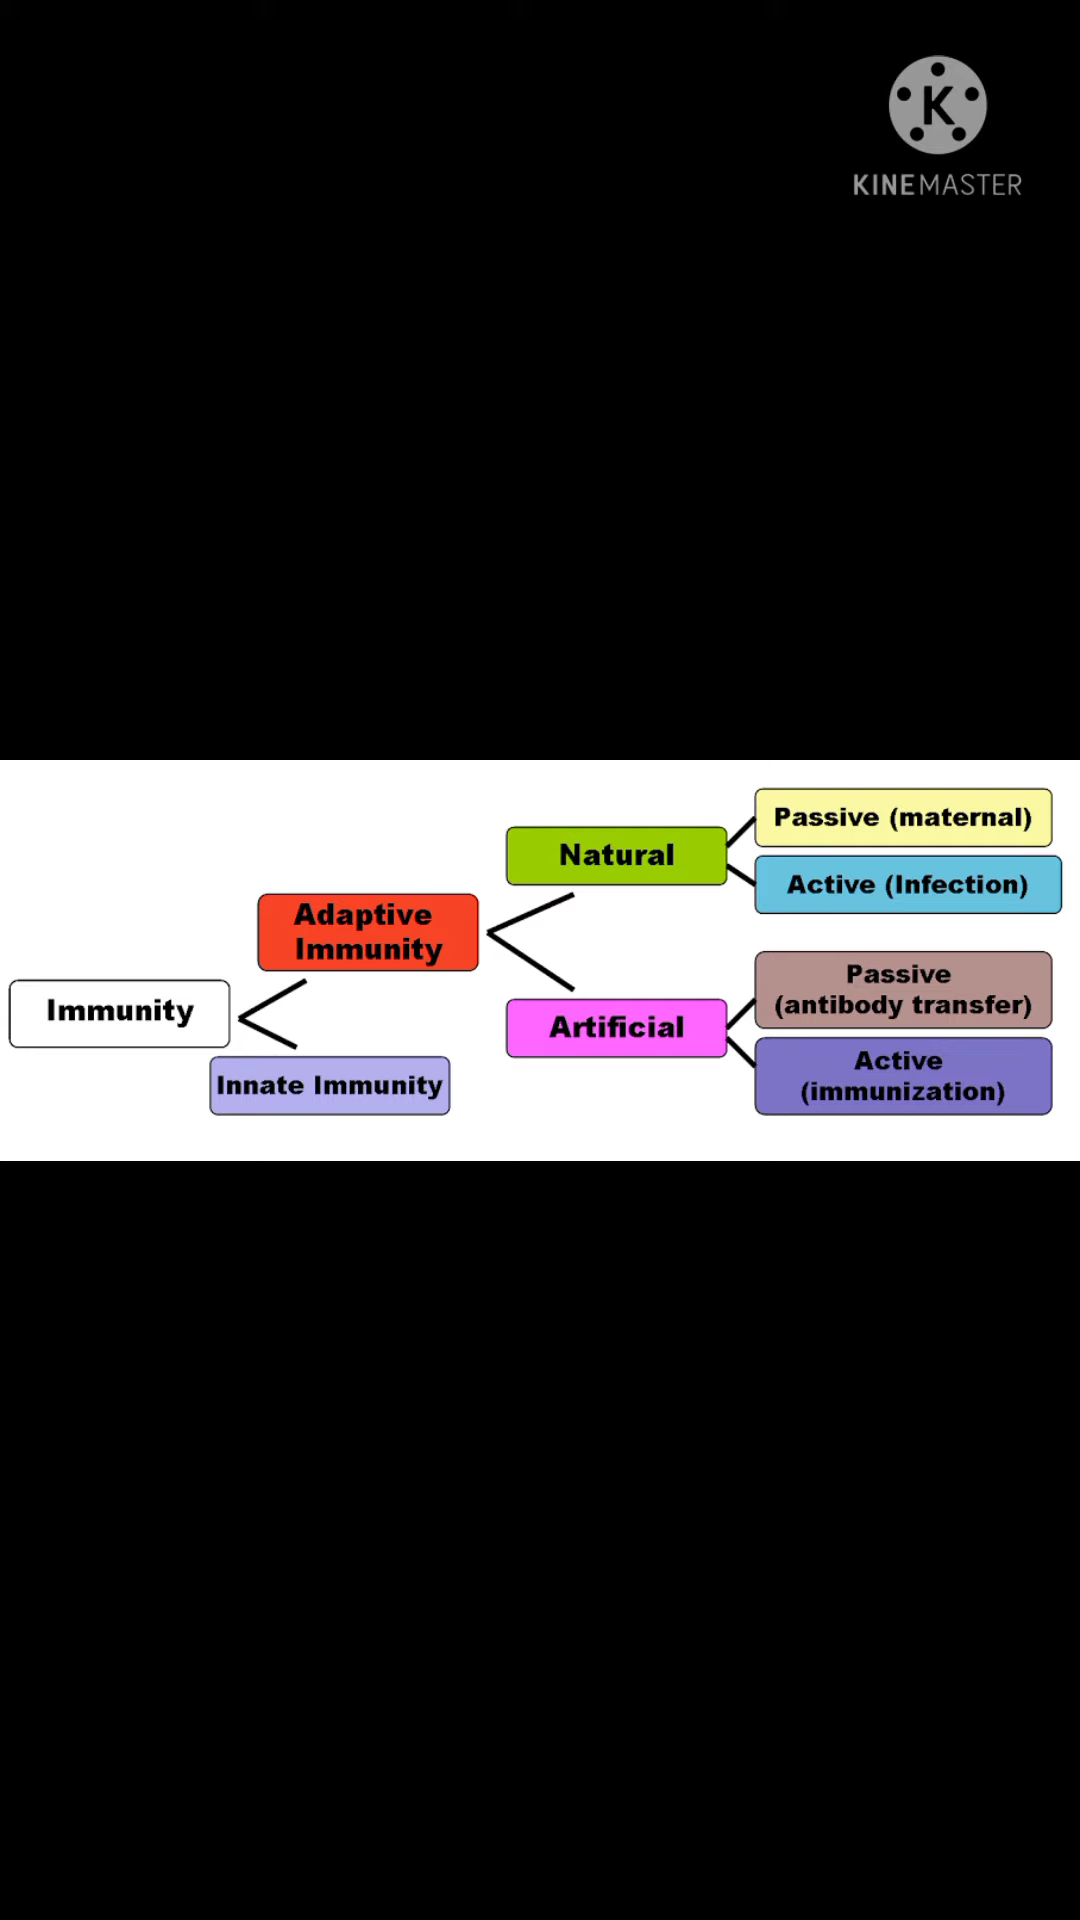 K
KINEMASTER
Passive (maternal)
Natural
Active (Infection)
Adaptive
Immunity
Passive
(antibody transfer)
Immunity
Artificial
Active
(immunization)
Innate Immunity